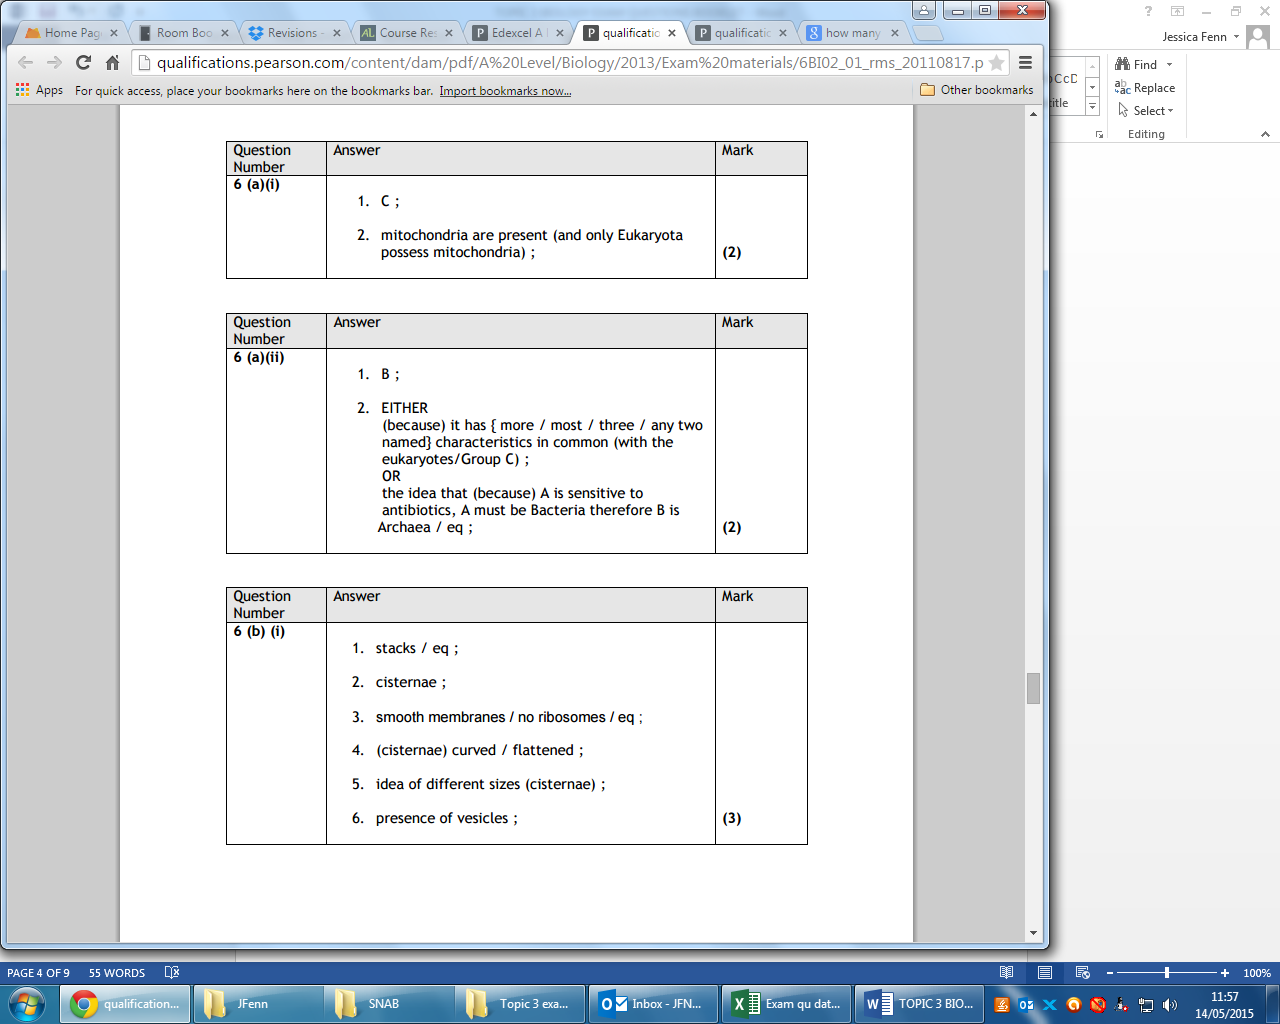 Home Pag
Room Boo
Revisions -
Course Res
Edexcel A l
qualificatio
qualificatio
how many
qualifications.pearson.com/content/dam/pdf/A%20Level/Biology/2013/Exam%20materials/6BI02_01_rms_20110817.p
Apps For quick access, place your bookmarks here on the bookmarks bar. Import bookmarks now... Other bookmarks
Jessica Fenn
CcD
title
Find
Replace
Select
Editing
Question Number Answer Mark
6 (a)(i)
1. C ;
2. mitochondria are present (and only Eukaryota
possess mitochondria) ; (2)
Question Number Answer Mark
6 (a)(ii)
1. B ;
2. EITHER
(because) it has { more / most / three / any two
named} characteristics in common (with the
eukaryotes/Group C) ;
OR
the idea that (because) A is sensitive to
antibiotics, A must be Bacteria therefore B is
Archaea / eq ; (2)
Question Number Answer Mark
6 (b) (i)
1. stacks / eq ;
2. cisternae ;
3. smooth membranes / no ribosomes / eq ;
4. (cisternae) curved / flattened ;
5. idea of different sizes (cisternae) ;
6. presence of vesicles ; (3)
PAGE 4 OF 9 55 WORDS 100%
qualification...
JFenn
SNAB
Topic 3 exa...
Inbox - JFN...
Exam qu dat...
TOPIC 3 BIO...
11:57
14/05/2015